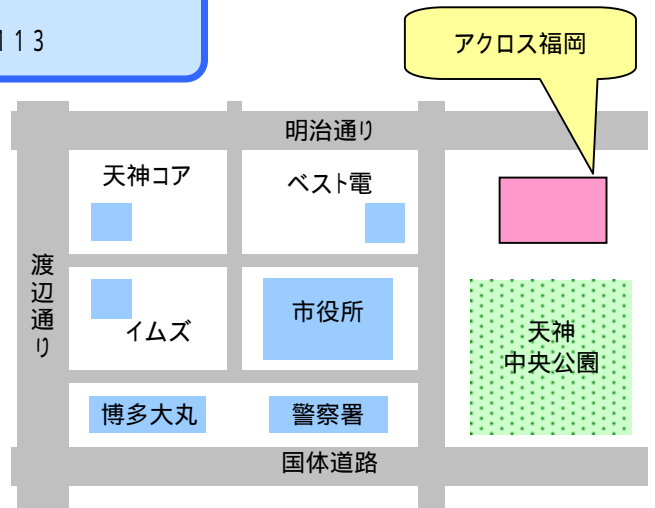 113
アクロス福岡
明治通り
天神コア
ベスト電
渡辺通り
イムズ
市役所
天神
中央公園
博多大丸
警察署
国体道路